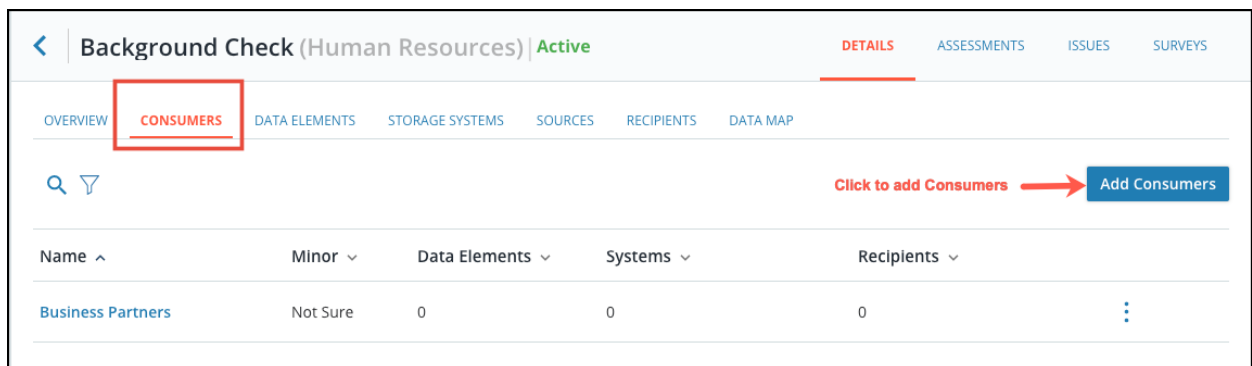 Background Check (Human Resources) | Active
DETAILS ASSESSMENTS ISSUES SURVEYS
OVERVIEW CONSUMERS DATA ELEMENTS STORAGE SYSTEMS SOURCES RECIPIENTS DATA MAP
Click to add Consumers Add Consumers
Name Minor Data Elements Systems Recipients
Business Partners Not Sure 0 0 0